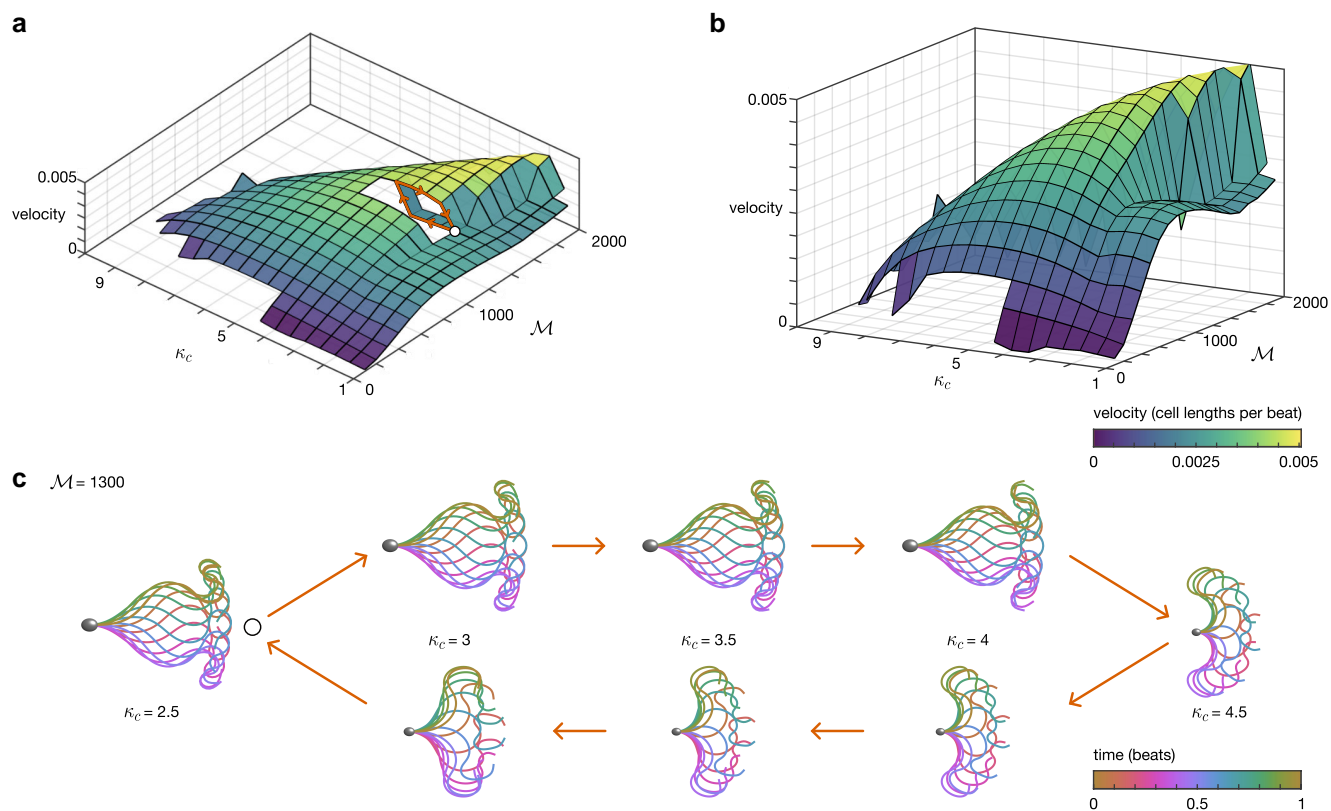 a
0.005
velocity
0
9
5
1
κc
0
1000
2000
ℳ
b
0.005
velocity
0
9
5
1
κc
0
1000
2000
ℳ
velocity (cell lengths per beat)
0 0.0025 0.005
c
ℳ = 1300
κc = 2.5
κc = 3
κc = 3.5
κc = 4
κc = 4.5
time (beats)
0 0.5 1